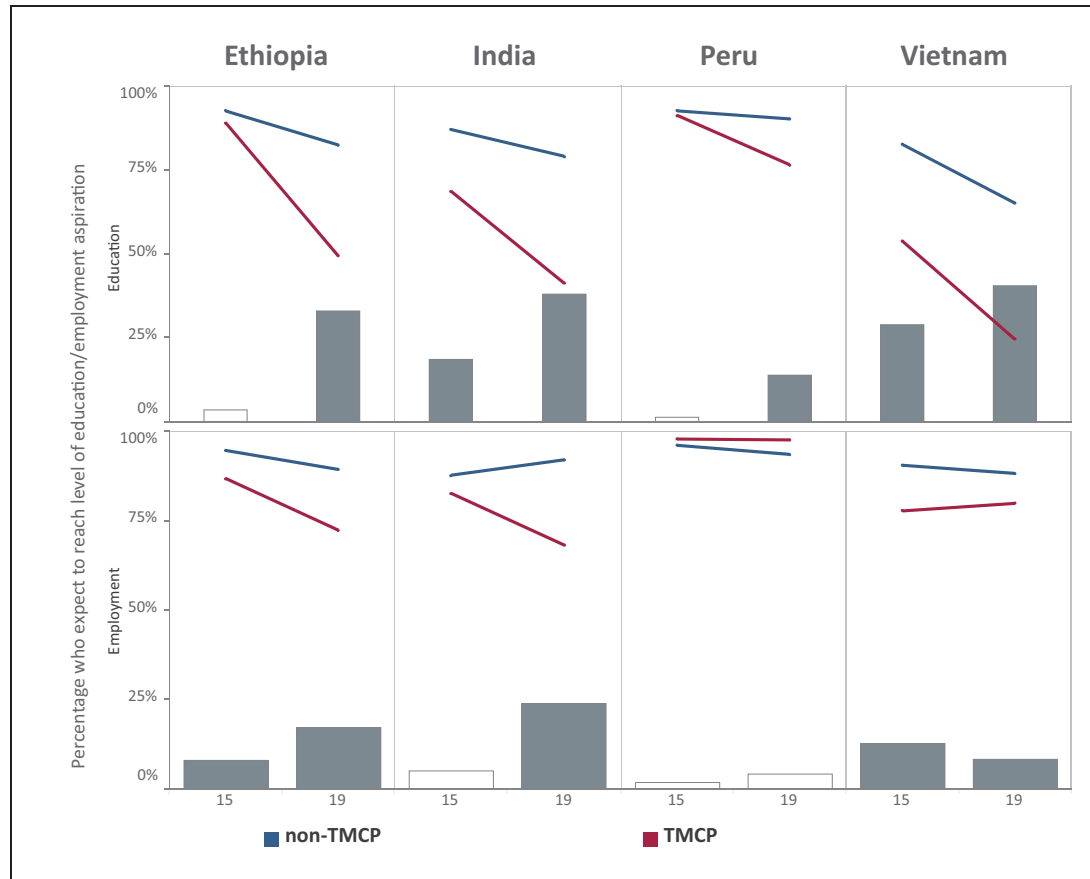 Ethiopia India Peru Vietnam
Percentage who expect to reach level of education/employment aspiration
Education
100%
75%
50%
25%
0%
Employment
100%
75%
50%
25%
0%
15 19 15 19 15 19 15 19
non-TMCP TMCP